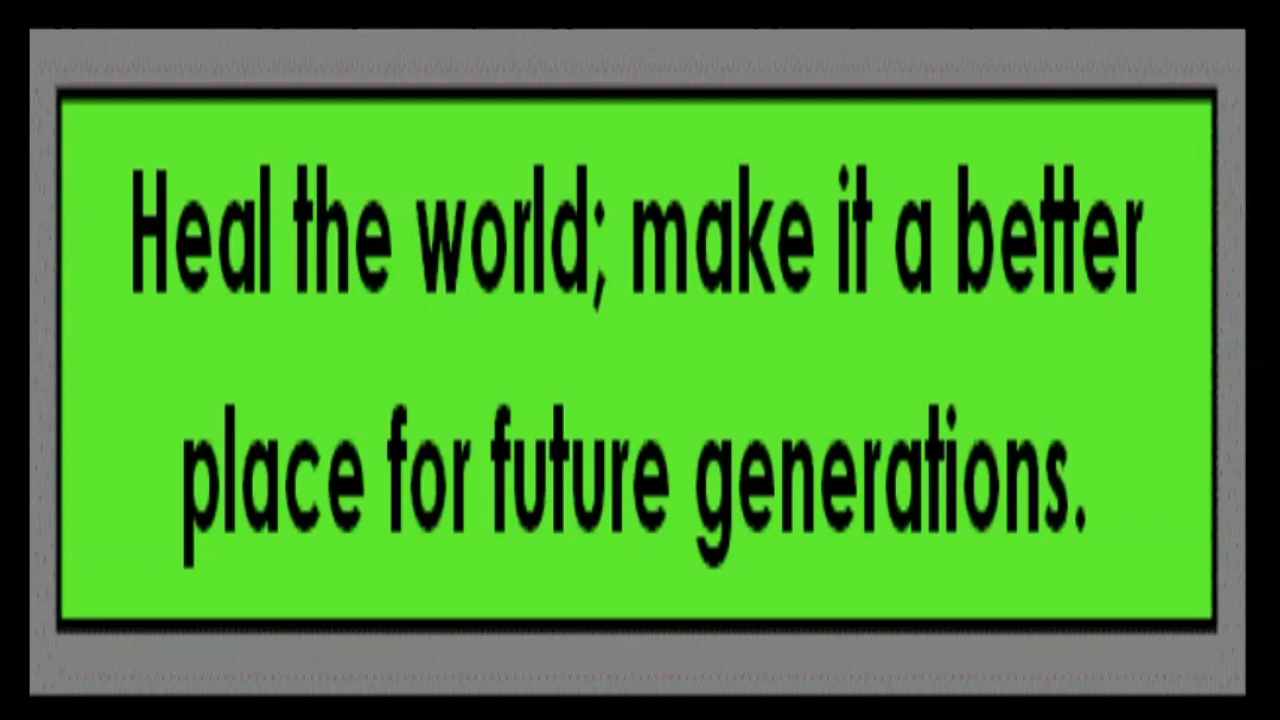 Heal the world; make it a better
place for future generations.